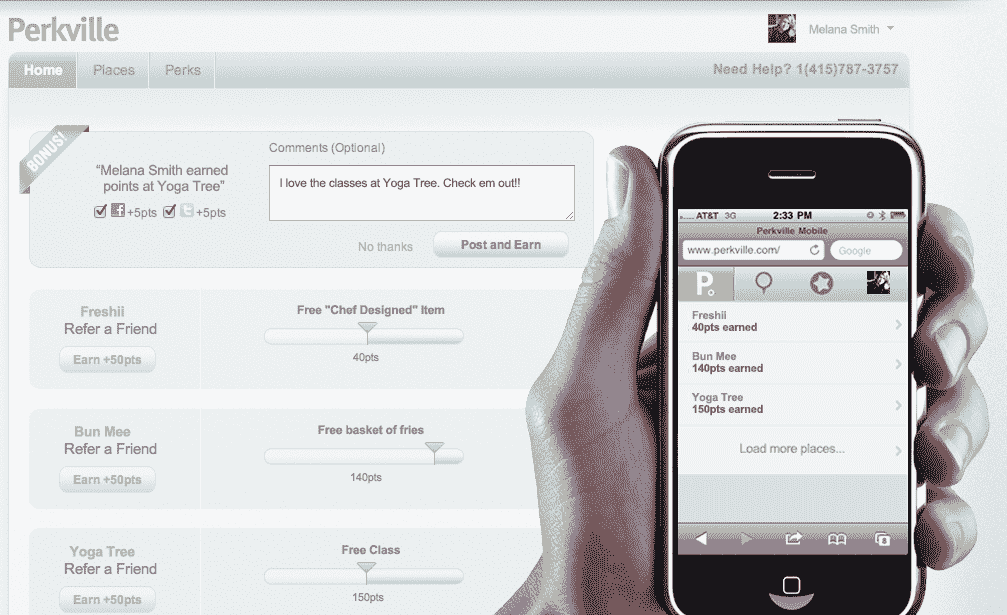 Perkville
Melana Smith
Home Places Perks
Need Help? 1(415)787-3757
BONUS!
"Melana Smith earned
points at Yoga Tree"
+5pts +5pts
Comments (Optional)
I love the classes at Yoga Tree. Check em out!!
No thanks
Post and Earn
Freshii
Refer a Friend
Earn +50pts
Free "Chef Designed" Item
40pts
Bun Mee
Refer a Friend
Earn +50pts
Free basket of fries
140pts
Yoga Tree
Refer a Friend
Earn +50pts
Free Class
150pts
AT&T 3G 2:33 PM
Perkville Mobile
www.perkville.com/
Google
P.
Freshii
40pts earned
Bun Mee
140pts earned
Yoga Tree
150pts earned
Load more places...